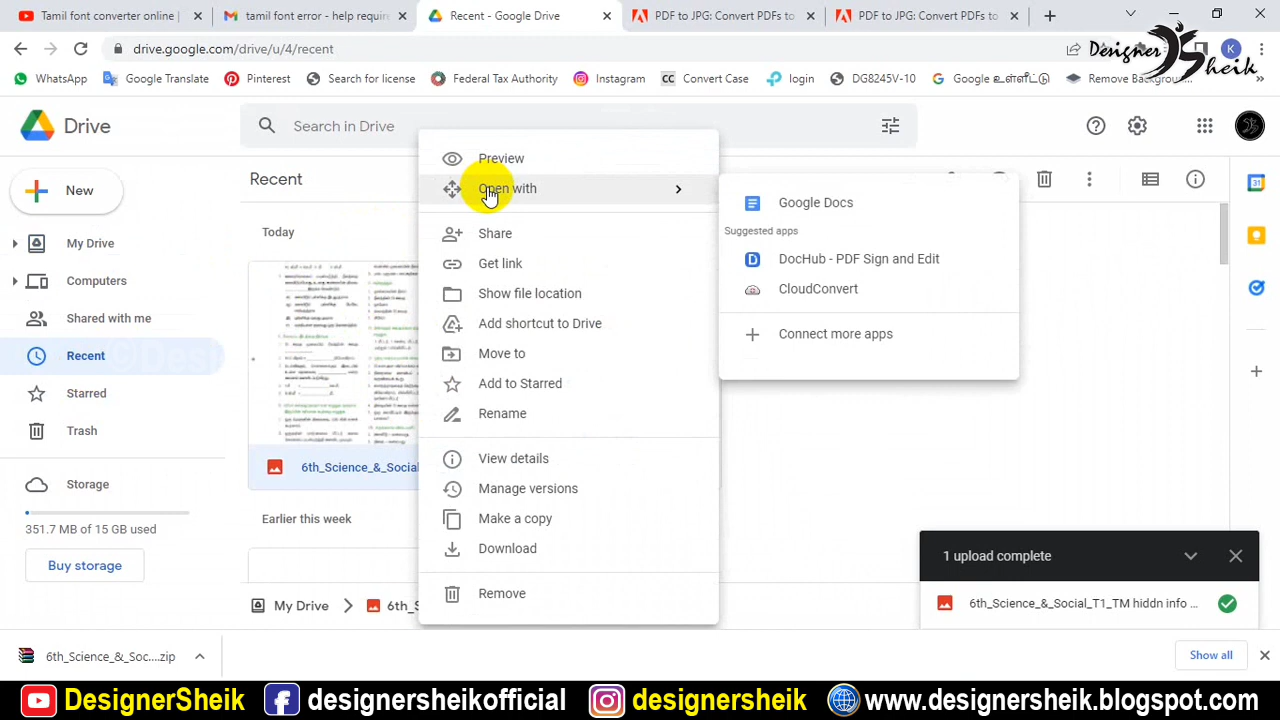 Tamil font error - help require
Recent - Google Drive
PDF to JPG: Convert PDFs to
PDF to JPG: Convert PDFs to
drive.google.com/drive/u/4/recent
Designer Sheik
K
WhatsApp
Google Translate
Pinterest
Search for license
Federal Tax Authority
Instagram
CC Convert Case
login
DG8245V-10
Google உள்ளீட்டு
Remove Backgrou...
Drive
Search in Drive
New
Recent
My Drive
Computers
Shared with me
Recent
Starred
Trash
Storage
351.7 MB of 15 GB used
Buy storage
Today
6th_Science_&_Social
Earlier this week
My Drive
6th_S
Preview
Open with
Share
Get link
Show file location
Add shortcut to Drive
Move to
Add to Starred
Rename
View details
Manage versions
Make a copy
Download
Remove
Google Docs
Suggested apps
DocHub - PDF Sign and Edit
CloudConvert
Connect more apps
31
1 upload complete
6th_Science_&_Social_T1_TM hiddn info ...
6th_Science_&_Soc....zip
Show all
DesignerSheik
designersheikofficial
designersheik
www.designersheik.blogspot.com